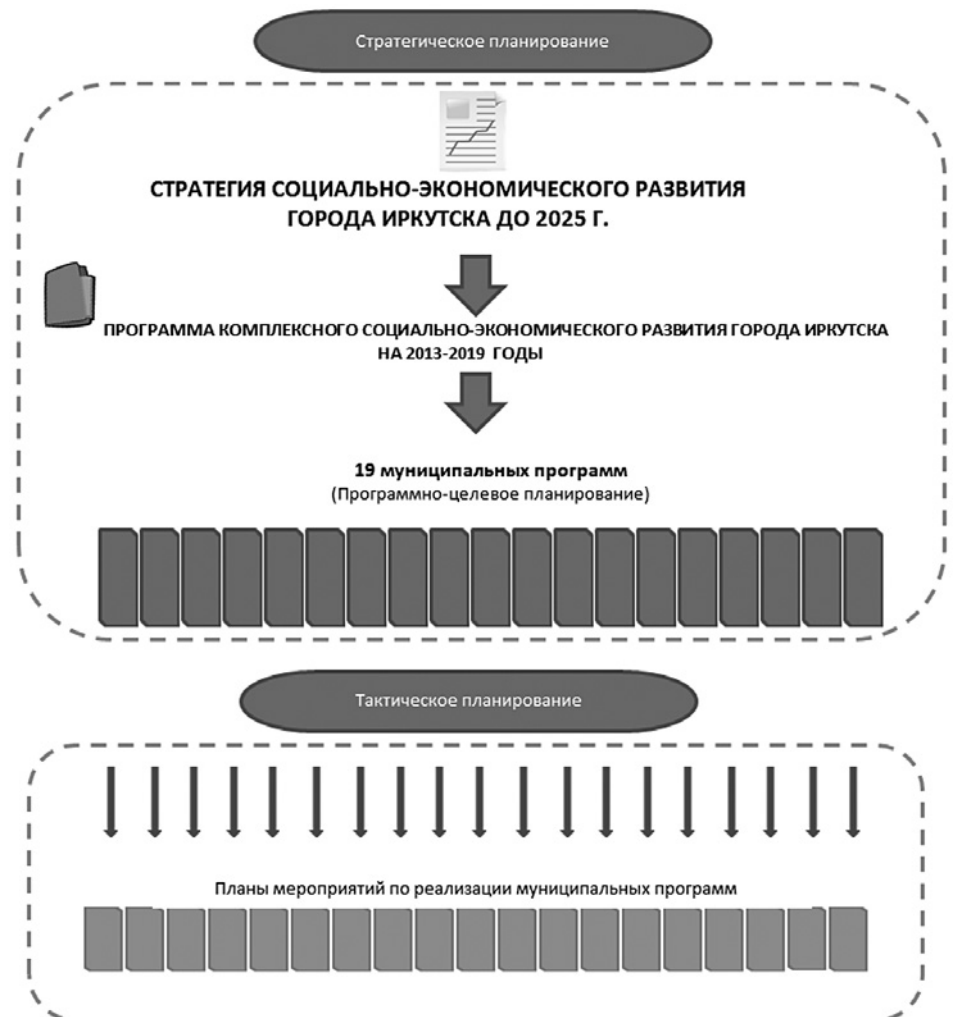 Стратегическое планирование
СТРАТЕГИЯ СОЦИАЛЬНО-ЭКОНОМИЧЕСКОГО РАЗВИТИЯ
ГОРОДА ИРКУТСКА ДО 2025 Г.
ПРОГРАММА КОМПЛЕКСНОГО СОЦИАЛЬНО-ЭКОНОМИЧЕСКОГО РАЗВИТИЯ ГОРОДА ИРКУТСКА
НА 2013-2019 ГОДЫ
19 муниципальных программ
(Программно-целевое планирование)
Тактическое планирование
Планы мероприятий по реализации муниципальных программ